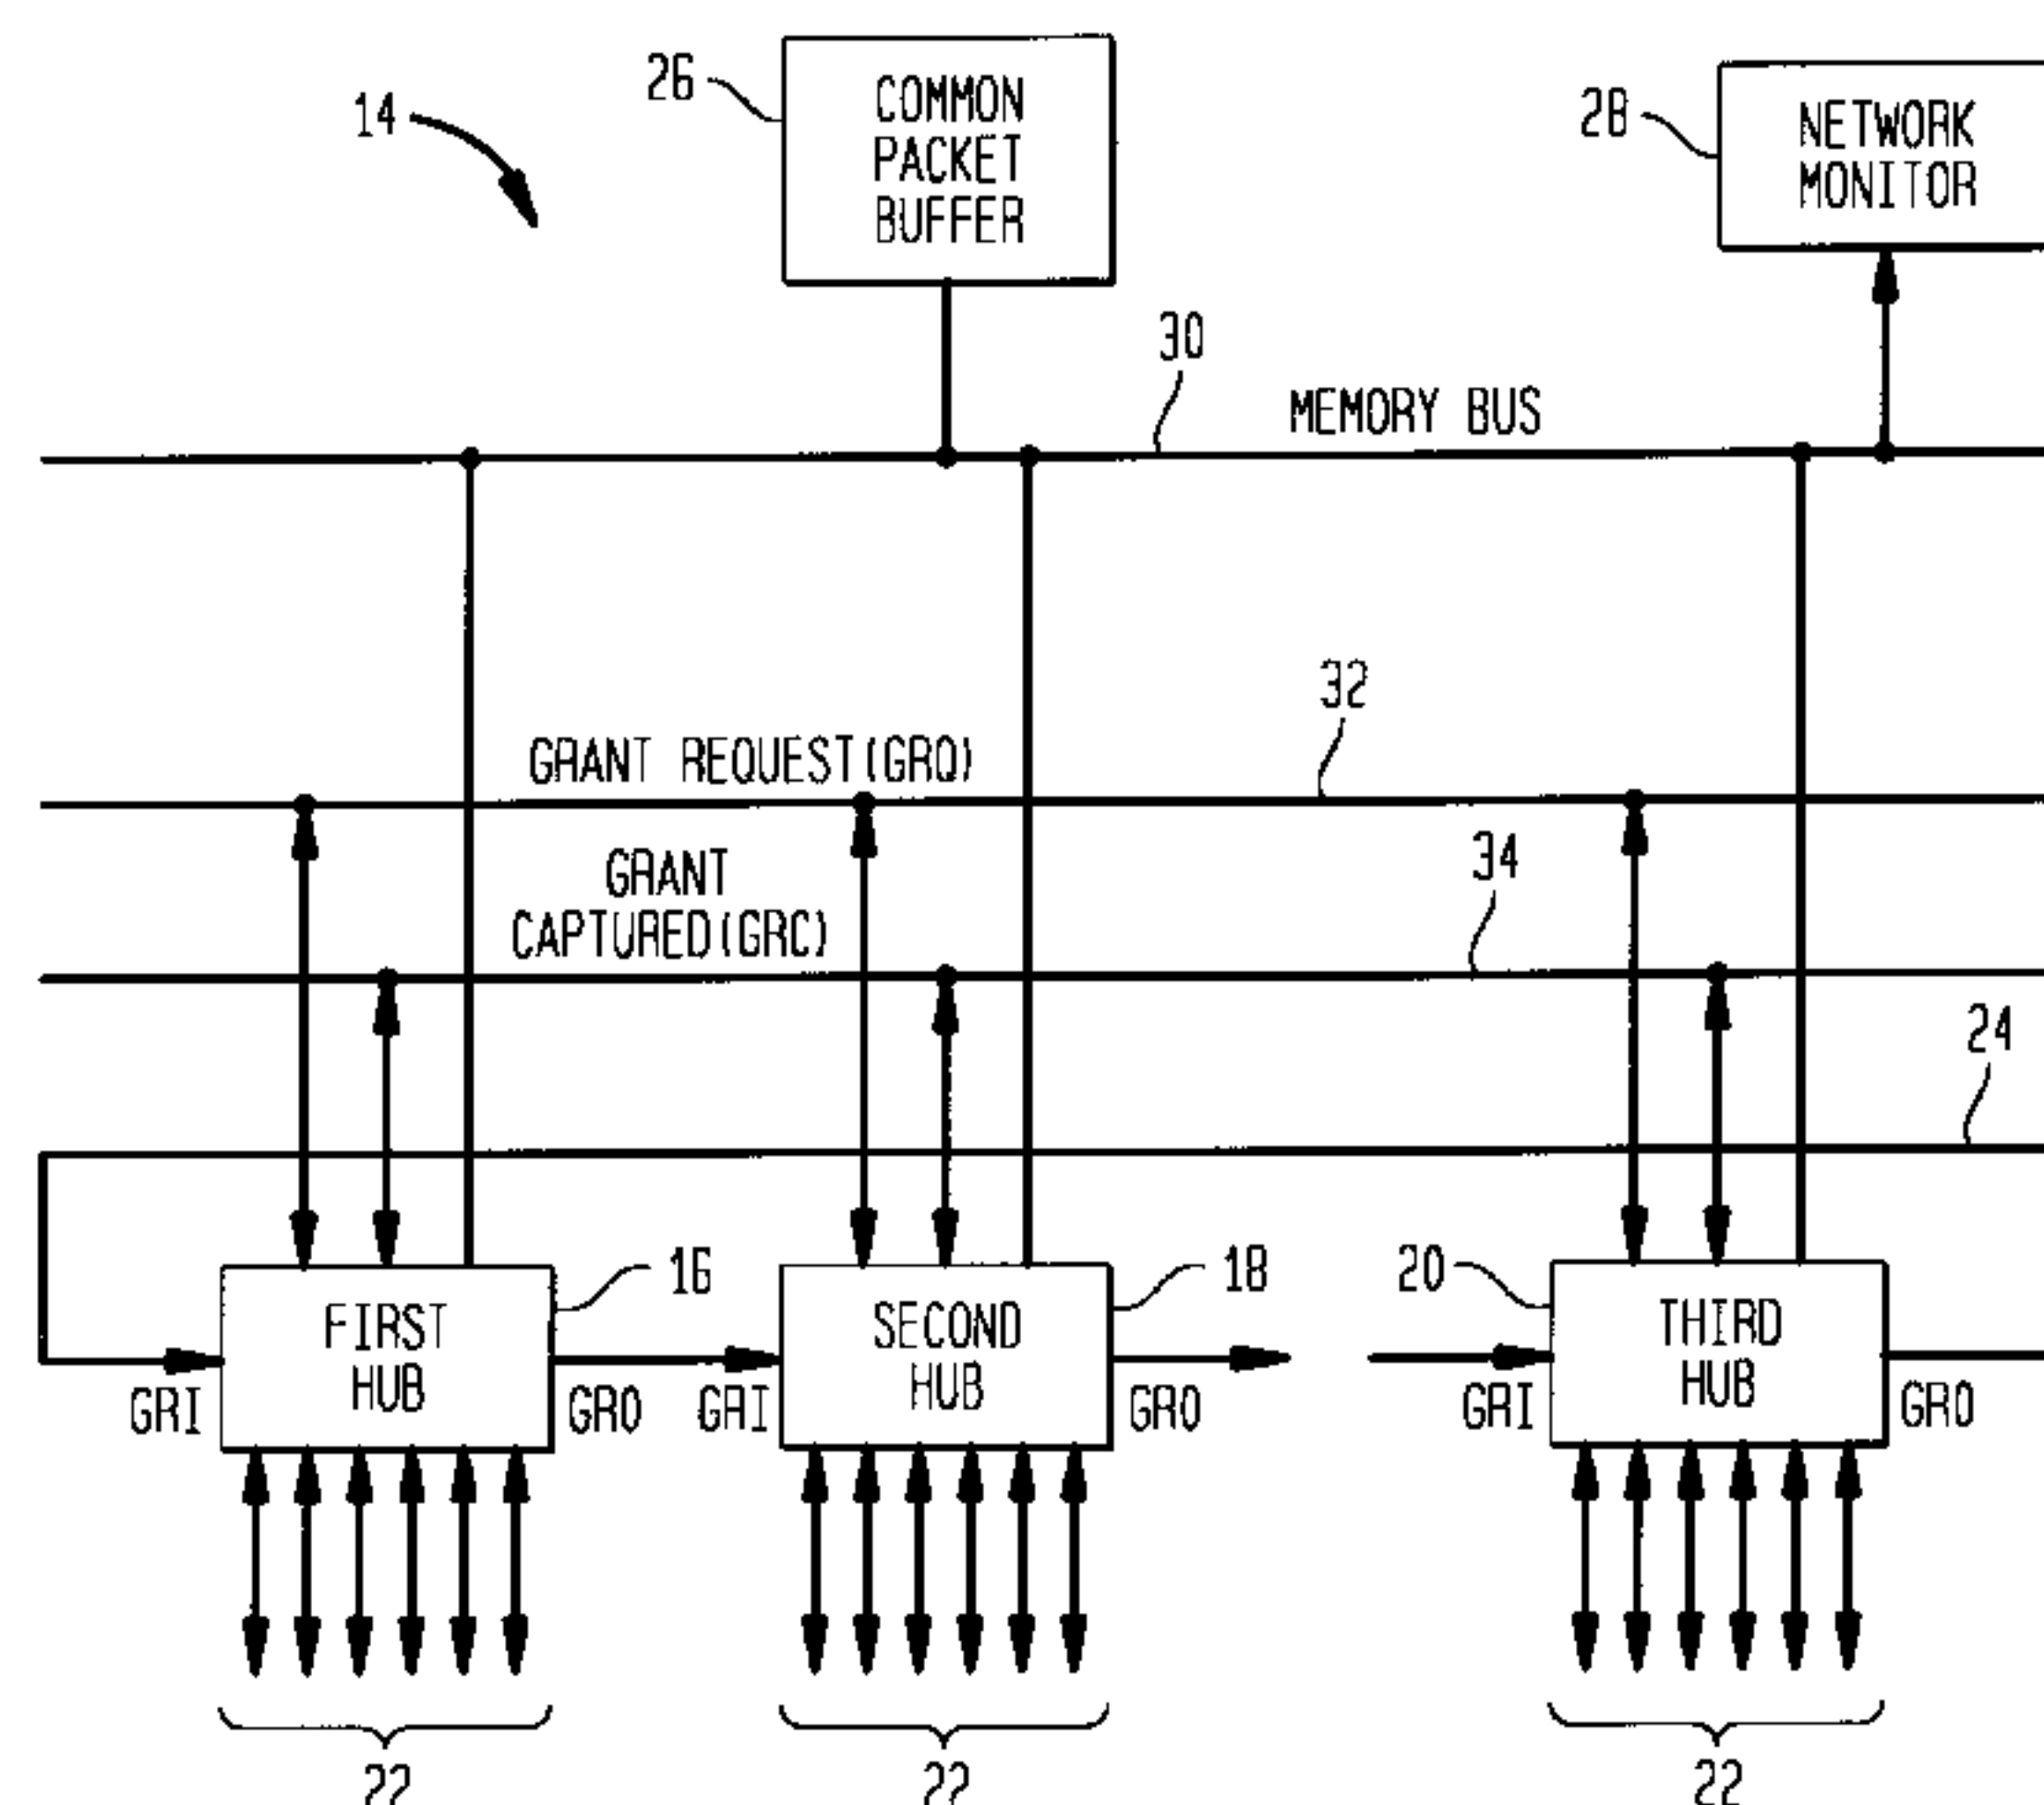 26
COMMON
PACKET
BUFFER
14
28
NETWORK
MONITOR
30
MEMORY BUS
32
GRANT REQUEST(GRQ)
34
GRANT
CAPTURED(GRC)
24
16
18
20
FIRST
HUB
SECOND
HUB
THIRD
HUB
GRI
GRO
GRI
GRO
GRI
GRO
22
22
22